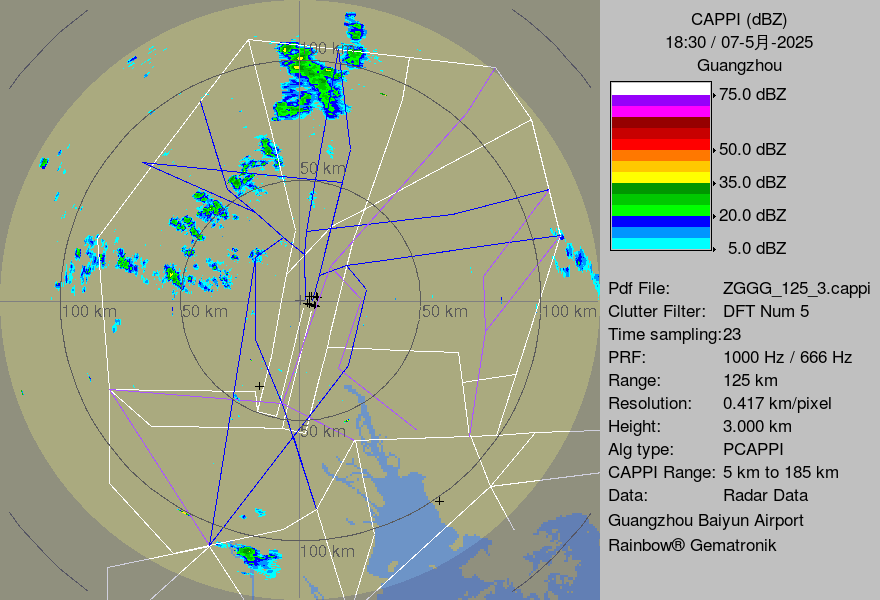 CAPPI (dBZ)
18:30 / 07-5月-2025
Guangzhou
75.0 dBZ
50.0 dBZ
35.0 dBZ
20.0 dBZ
5.0 dBZ
Pdf File: ZGGG_125_3.cappi
Clutter Filter: DFT Num 5
Time sampling:23
PRF: 1000 Hz / 666 Hz
Range: 125 km
Resolution: 0.417 km/pixel
Height: 3.000 km
Alg type: PCAPPI
CAPPI Range: 5 km to 185 km
Data: Radar Data
Guangzhou Baiyun Airport
Rainbow® Gematronik
100 km
50 km
100 km
50 km
50 km
100 km
50 km
100 km